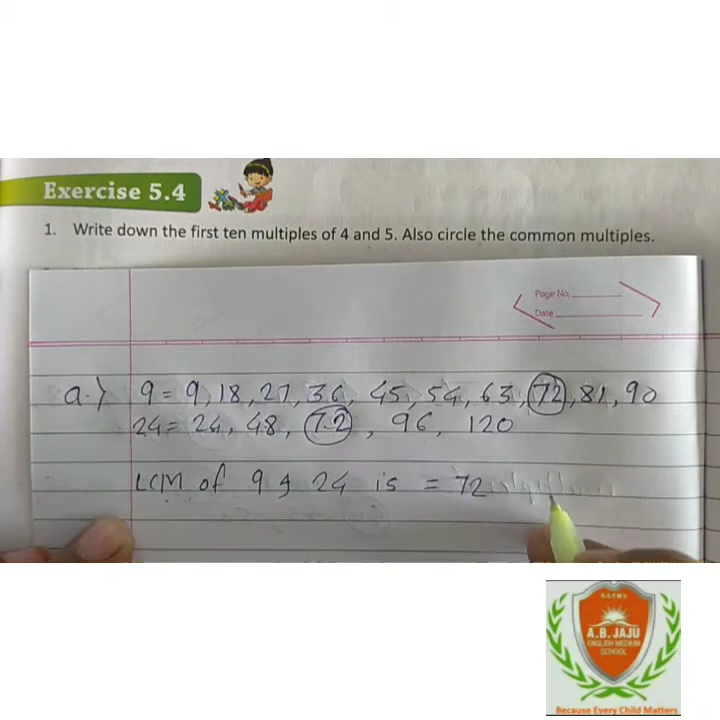 Exercise 5.4
1. Write down the first ten multiples of 4 and 5. Also circle the common multiples.
Page No.
Date
a.) 9 = 9, 18, 27, 36, 45, 54, 63, 72, 81, 90
24 = 24, 48, 72, 96, 120
LCM of 9 & 24 is = 72
A.B. JAJU
ENGLISH MEDIUM
SCHOOL
Because Every Child Matters